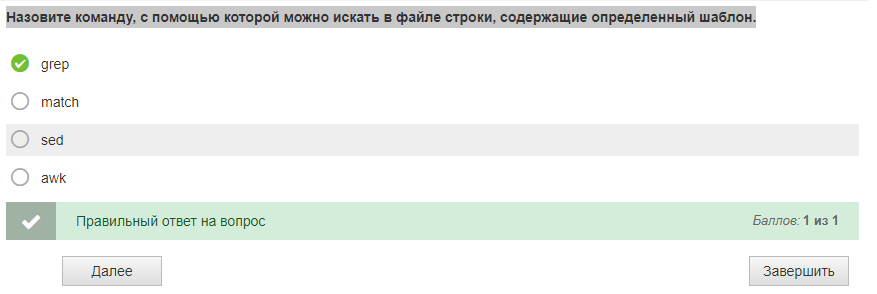 Назовите команду, с помощью которой можно искать в файле строки, содержащие определенный шаблон.
grep
match
sed
awk
Правильный ответ на вопрос
Баллов: 1 из 1
Далее
Завершить